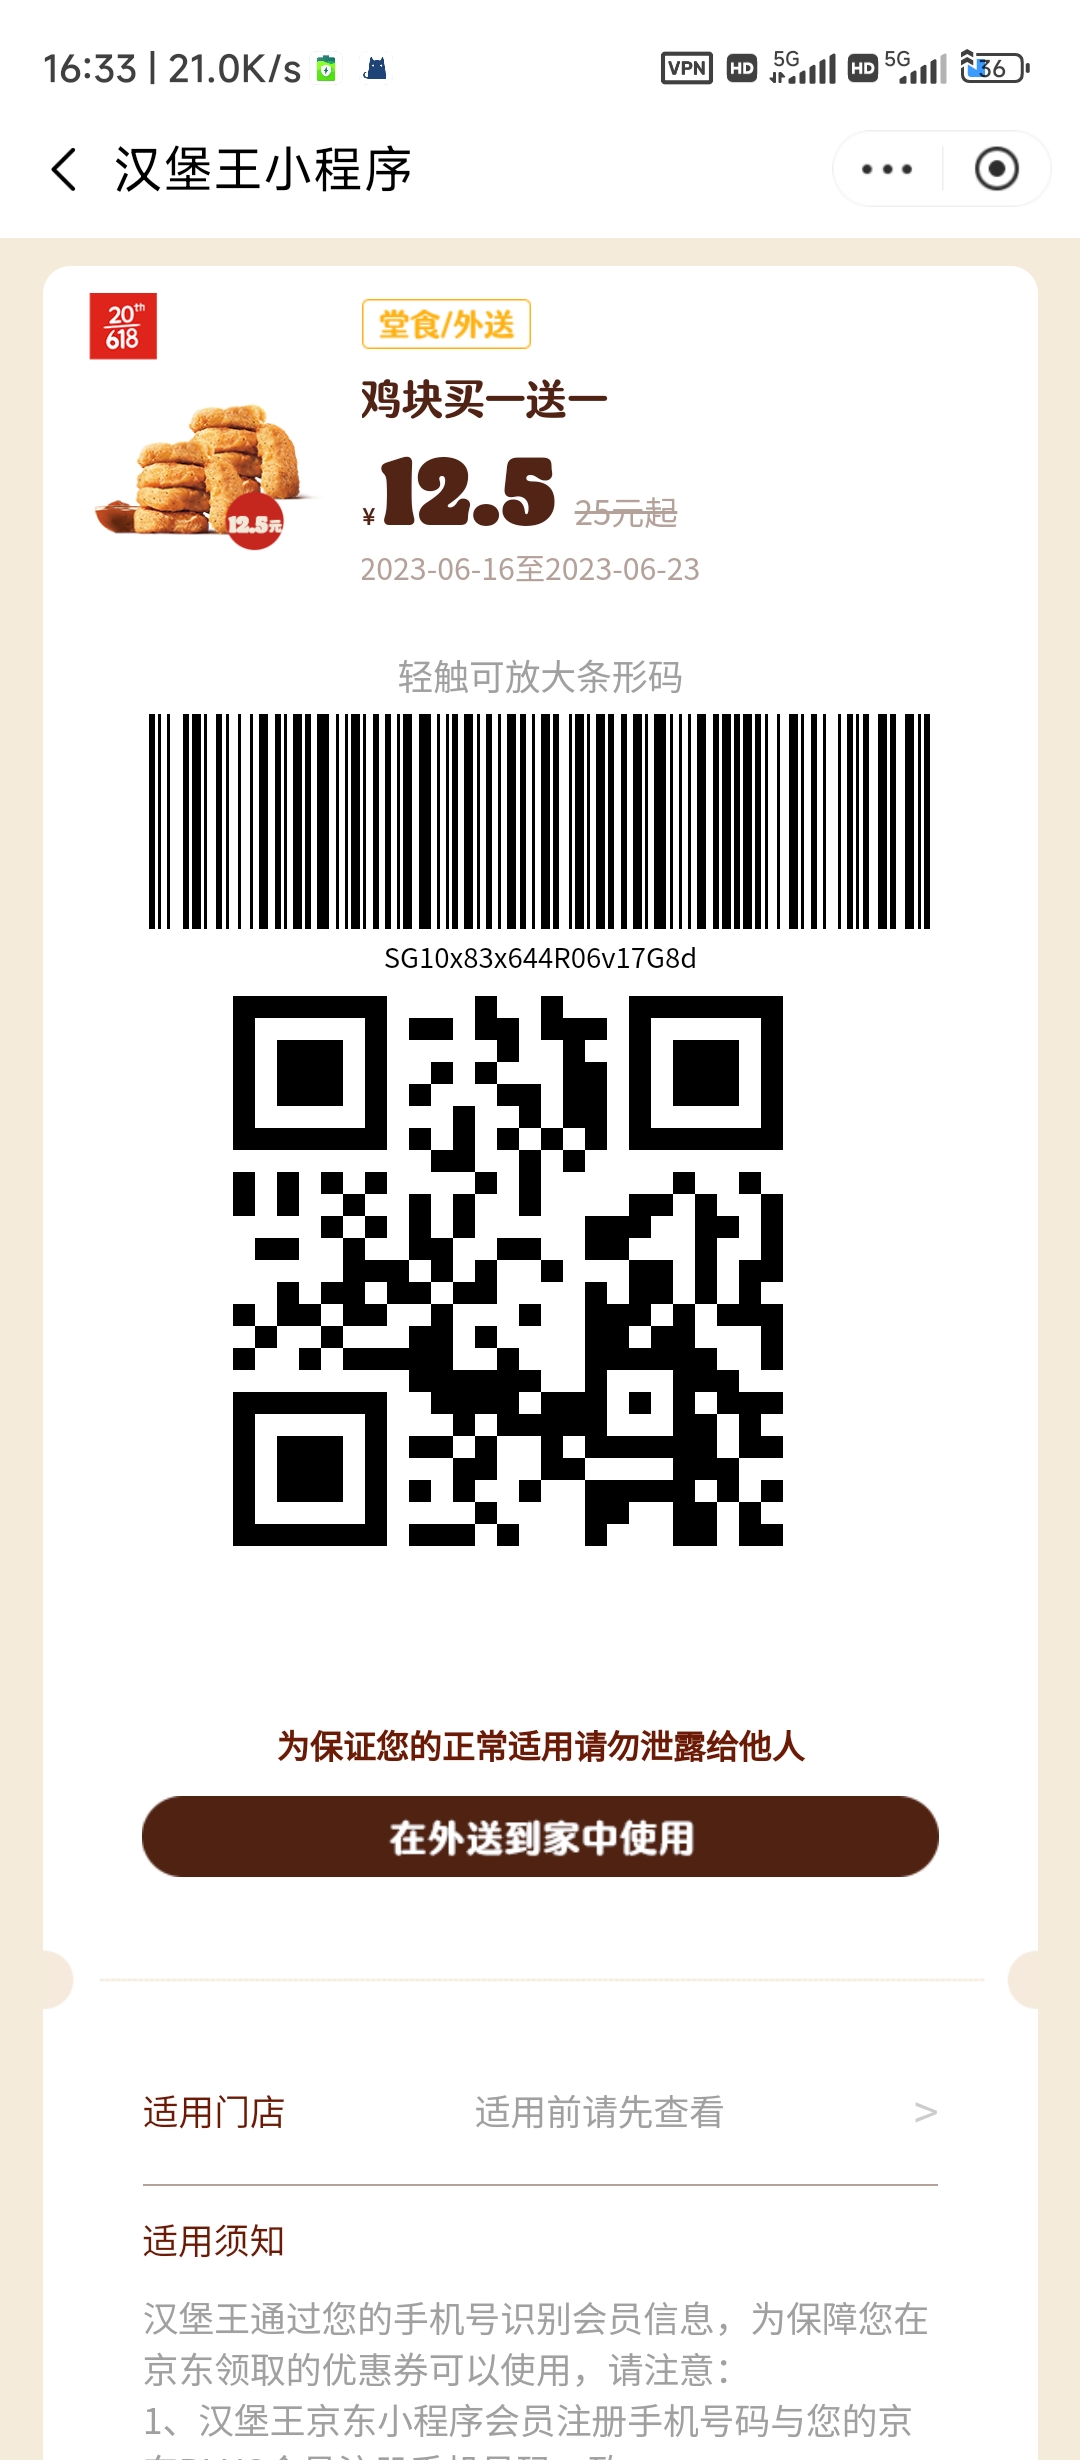 16:33 | 21.0K/s
VPN HD 5G HD 5G 36
汉堡王小程序
20th
618
堂食/外送
鸡块买一送一
¥12.5 25元起
12.5元
2023-06-16至2023-06-23
轻触可放大条形码
SG10x83x644R06v17G8d
为保证您的正常适用请勿泄露给他人
在外送到家中使用
适用门店 适用前请先查看 >
适用须知
汉堡王通过您的手机号识别会员信息，为保障您在
京东领取的优惠券可以使用，请注意：
1、汉堡王京东小程序会员注册手机号码与您的京